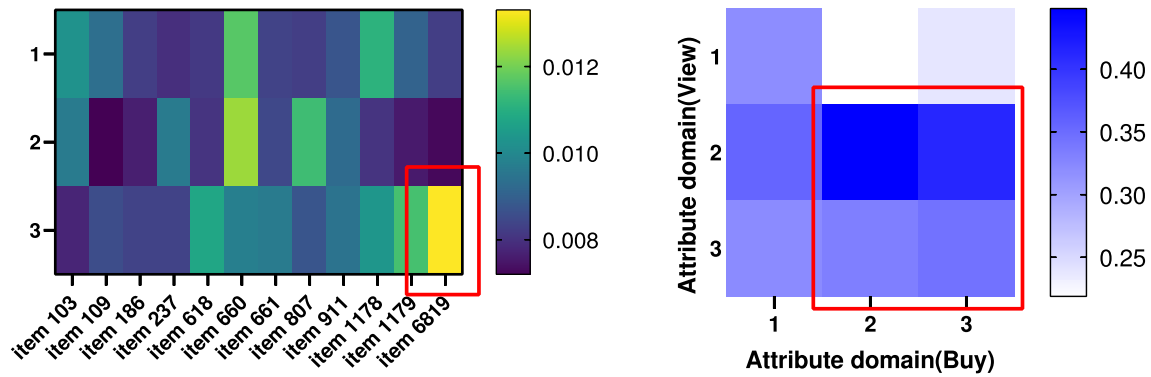 1
2
3
item 103
item 109
item 186
item 237
item 618
item 660
item 661
item 807
item 911
item 1178
item 1179
item 6819
0.012
0.010
0.008
Attribute domain(View)
1
2
3
1
2
3
Attribute domain(Buy)
0.40
0.35
0.30
0.25